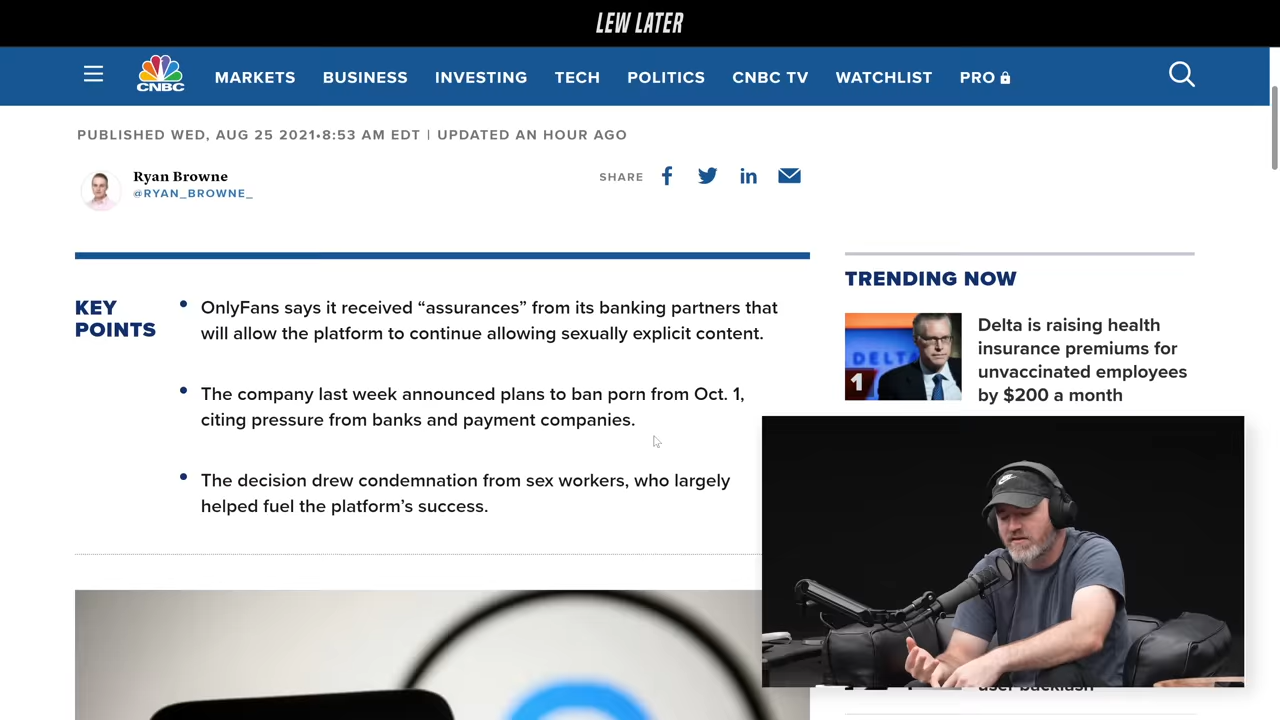 LEW LATER
CNBC
MARKETS BUSINESS INVESTING TECH POLITICS CNBC TV WATCHLIST PRO
PUBLISHED WED, AUG 25 2021•8:53 AM EDT | UPDATED AN HOUR AGO
Ryan Browne
@RYAN_BROWNE_
SHARE
KEY
POINTS
OnlyFans says it received “assurances” from its banking partners that
will allow the platform to continue allowing sexually explicit content.
The company last week announced plans to ban porn from Oct. 1,
citing pressure from banks and payment companies.
The decision drew condemnation from sex workers, who largely
helped fuel the platform’s success.
TRENDING NOW
DELTA
1
Delta is raising health
insurance premiums for
unvaccinated employees
by $200 a month
user backlash